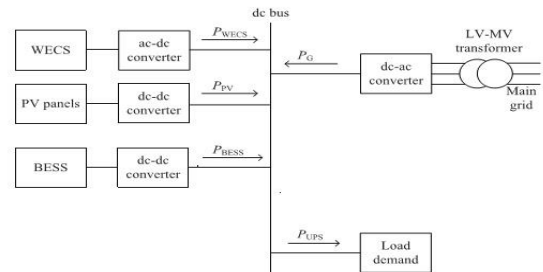 dc bus
WECS
ac-dc
converter
P_WECS
PV panels
dc-dc
converter
P_PV
BESS
dc-dc
converter
P_BESS
P_G
dc-ac
converter
LV-MV
transformer
Main
grid
P_UPS
Load
demand